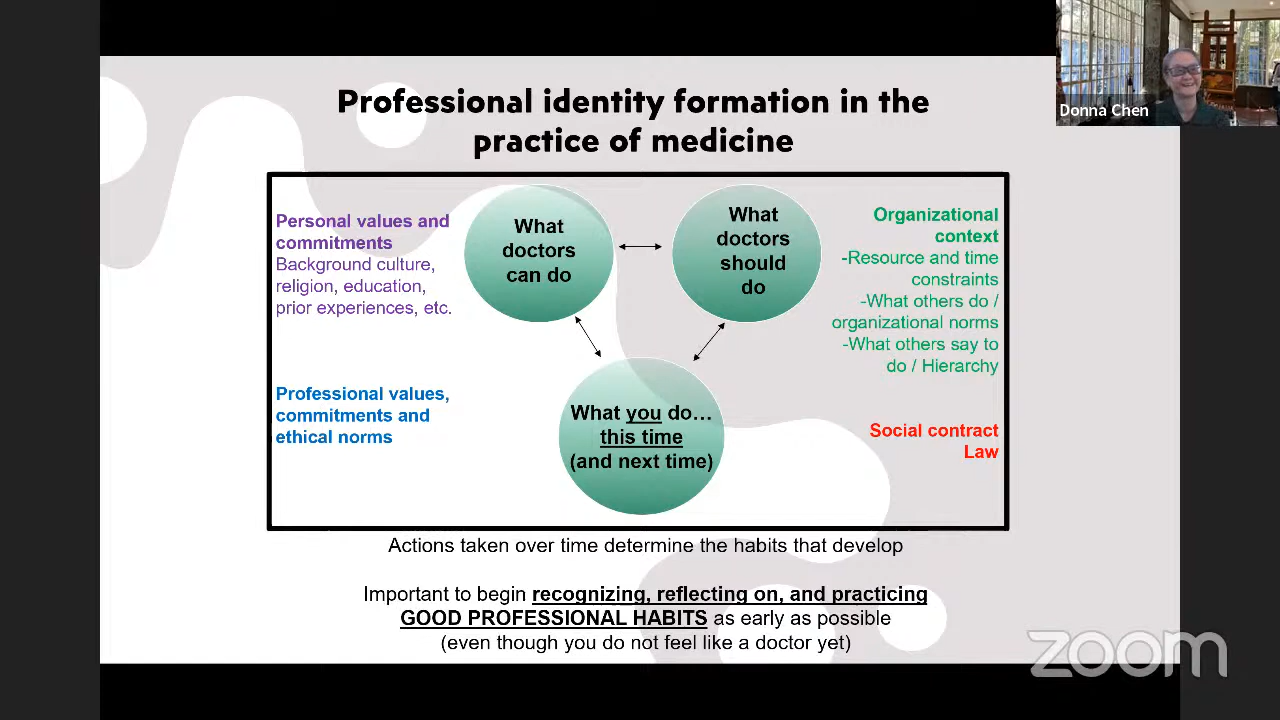 Professional identity formation in the
practice of medicine
Donna Chen
Personal values and
commitments
Background culture,
religion, education,
prior experiences, etc.
Professional values,
commitments and
ethical norms
What
doctors
can do
What
doctors
should
do
What you do…
this time
(and next time)
Organizational
context
-Resource and time
constraints
-What others do /
organizational norms
-What others say to
do / Hierarchy
Social contract
Law
Actions taken over time determine the habits that develop
Important to begin recognizing, reflecting on, and practicing
GOOD PROFESSIONAL HABITS as early as possible
(even though you do not feel like a doctor yet)
zoom